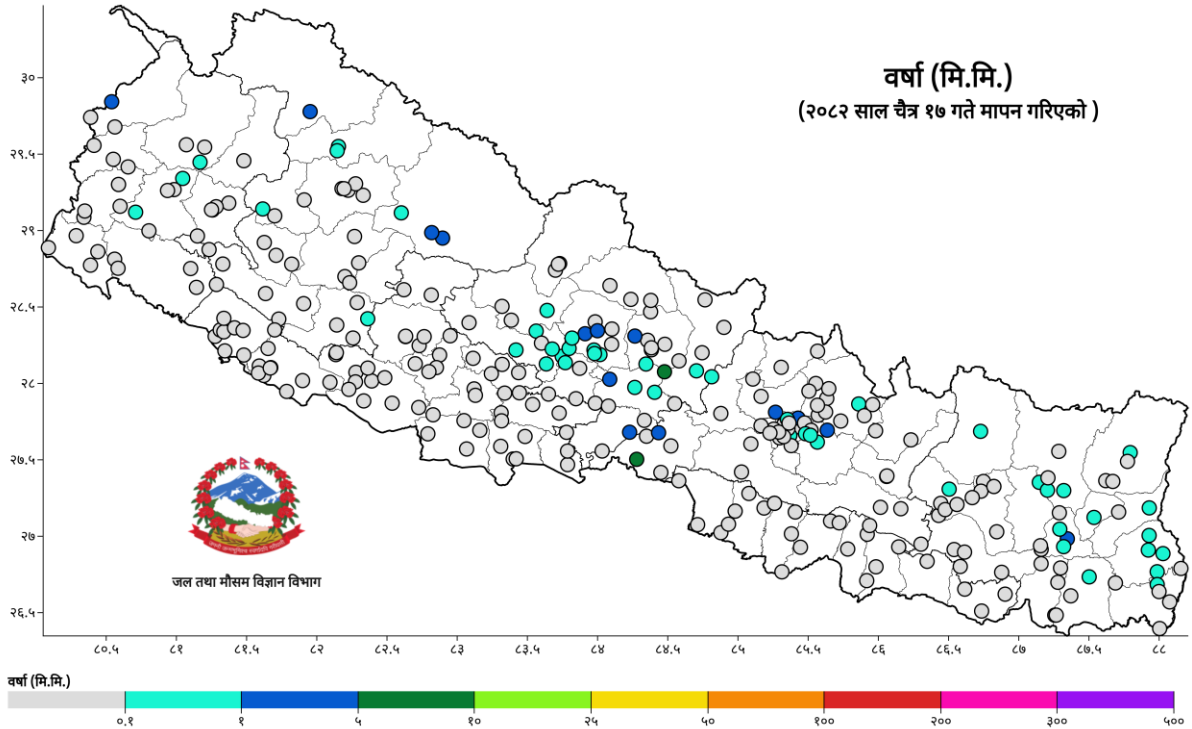 वर्षा (मि.मि.)
(२०८२ साल चैत्र १७ गते मापन गरिएको )
३०
२९.५
२९
२८.५
२८
२७.५
२७
२६.५
जल तथा मौसम विज्ञान विभाग
८०.५ ८१ ८१.५ ८२ ८२.५ ८३ ८३.५ ८४ ८४.५ ८५ ८५.५ ८६ ८६.५ ८७ ८७.५ ८८
वर्षा (मि.मि.)
०.१ १ ५ १० २५ ५० १०० २०० ३०० ५००